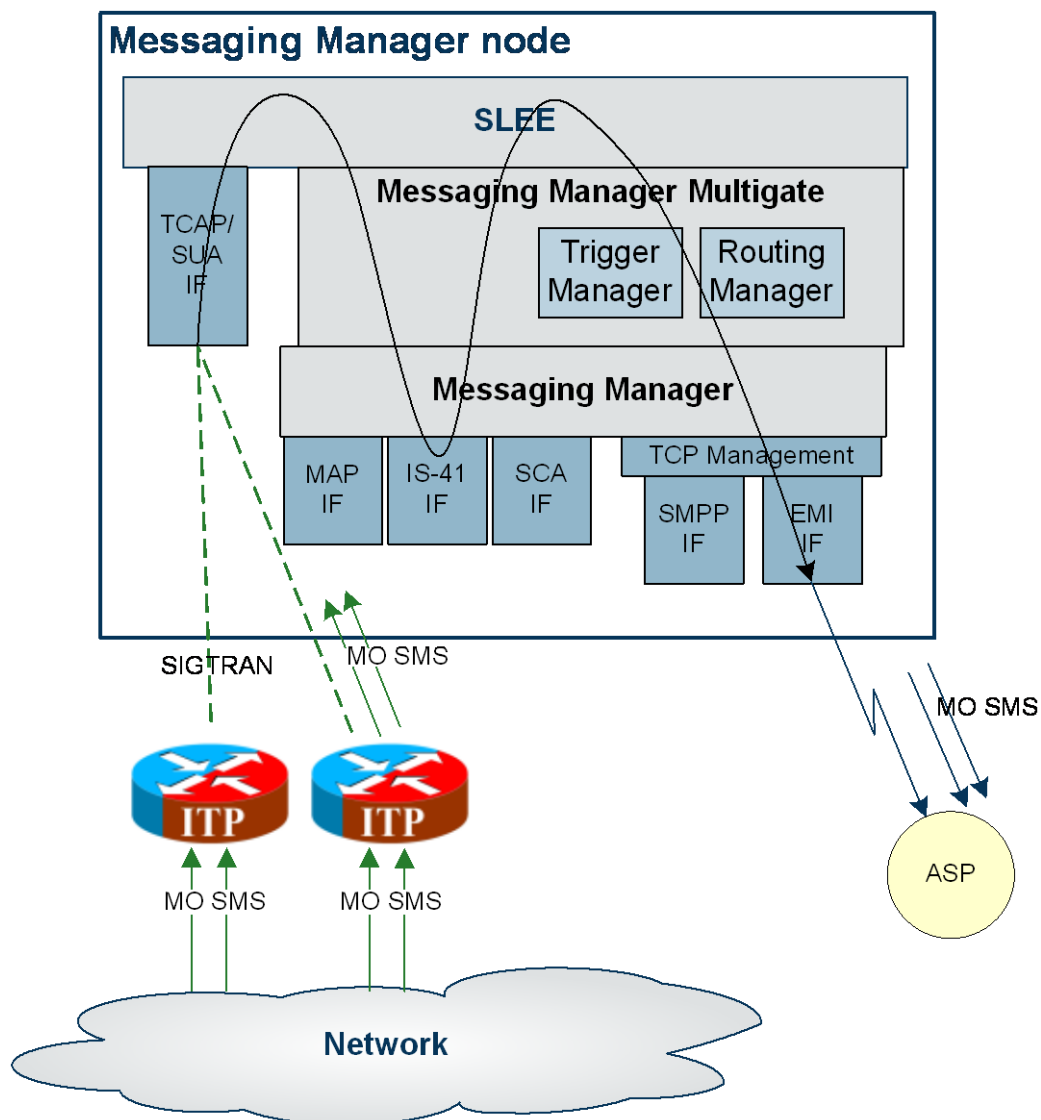 Messaging Manager node
SLEE
TCAP/
SUA
IF
Messaging Manager Multigate
Trigger
Manager
Routing
Manager
Messaging Manager
MAP
IF
IS-41
IF
SCA
IF
TCP Management
SMPP
IF
EMI
IF
SIGTRAN
MO SMS
MO SMS
ITP
ITP
MO SMS
MO SMS
ASP
Network